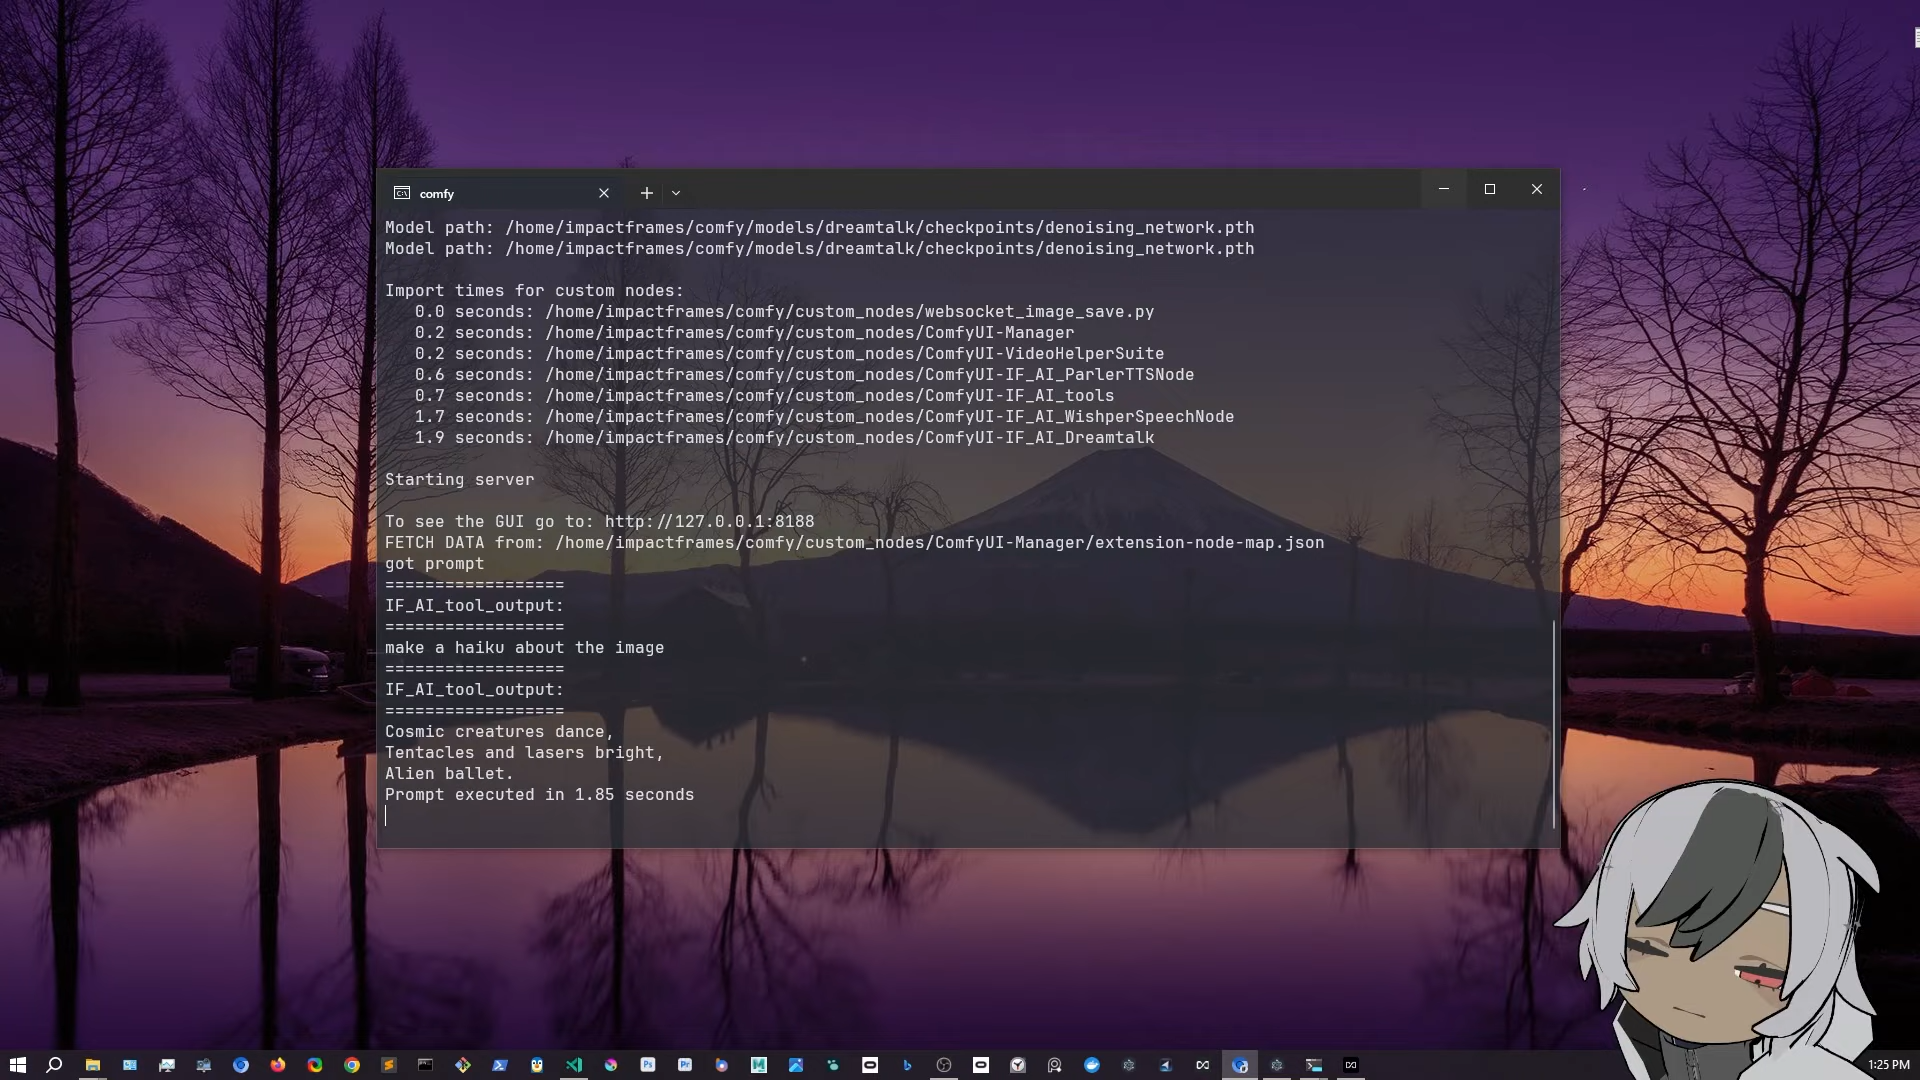 comfy
Model path: /home/impactframes/comfy/models/dreamtalk/checkpoints/denoising_network.pth
Model path: /home/impactframes/comfy/models/dreamtalk/checkpoints/denoising_network.pth
Import times for custom nodes:
0.0 seconds: /home/impactframes/comfy/custom_nodes/websocket_image_save.py
0.2 seconds: /home/impactframes/comfy/custom_nodes/ComfyUI-Manager
0.2 seconds: /home/impactframes/comfy/custom_nodes/ComfyUI-VideoHelperSuite
0.6 seconds: /home/impactframes/comfy/custom_nodes/ComfyUI-IF_AI_ParlerTTSNode
0.7 seconds: /home/impactframes/comfy/custom_nodes/ComfyUI-IF_AI_tools
1.7 seconds: /home/impactframes/comfy/custom_nodes/ComfyUI-IF_AI_WishperSpeechNode
1.9 seconds: /home/impactframes/comfy/custom_nodes/ComfyUI-IF_AI_Dreamtalk
Starting server
To see the GUI go to: http://127.0.0.1:8188
FETCH DATA from: /home/impactframes/comfy/custom_nodes/ComfyUI-Manager/extension-node-map.json
got prompt
==================
IF_AI_tool_output:
==================
make a haiku about the image
==================
IF_AI_tool_output:
==================
Cosmic creatures dance,
Tentacles and lasers bright,
Alien ballet.
Prompt executed in 1.85 seconds
Ps
Pr
1:25 PM